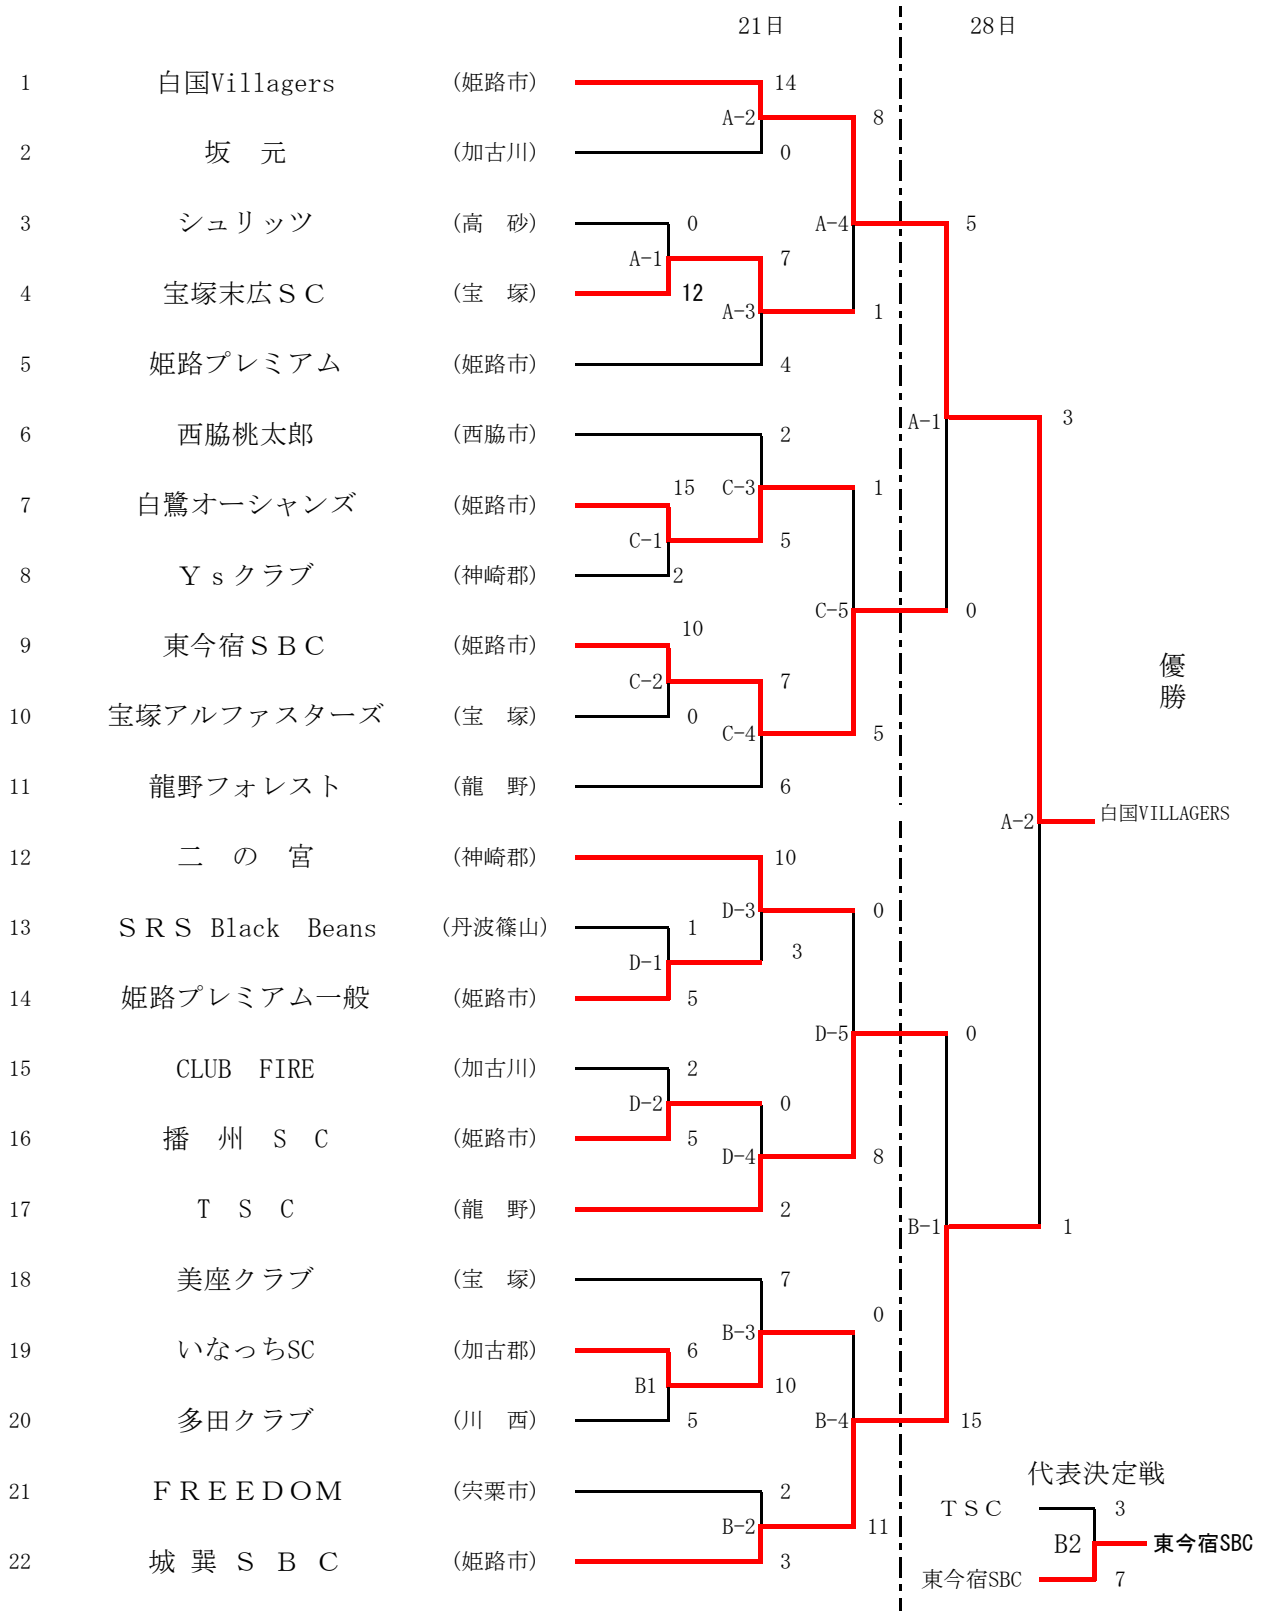 21日 28日
1 白国Villagers (姫路市) 14
A-2 8
2 坂　元 (加古川) 0
3 シュリッツ (高　砂) 0 A-4 5
A-1 7
4 宝塚末広ＳＣ (宝　塚) 12 A-3 1
5 姫路プレミアム (姫路市) 4
A-1 3
6 西脇桃太郎 (西脇市) 2
15 C-3 1
7 白鷺オーシャンズ (姫路市)
C-1 5
8 Ｙｓクラブ (神崎郡) 2
C-5 0
9 東今宿ＳＢＣ (姫路市) 10
C-2 7
10 宝塚アルファスターズ (宝　塚) 0 C-4 5
11 龍野フォレスト (龍　野) 6
優勝
A-2 白国VILLAGERS
12 二　の　宮 (神崎郡) 10
D-3 0
13 ＳＲＳ Black　Beans (丹波篠山) 1
D-1 3
14 姫路プレミアム一般 (姫路市) 5
D-5 0
15 CLUB　FIRE (加古川) 2
D-2 0
16 播　州　Ｓ　Ｃ (姫路市) 5 D-4 8
17 Ｔ　Ｓ　Ｃ (龍　野) 2
B-1 1
18 美座クラブ (宝　塚) 7
B-3 0
19 いなっちSC (加古郡) 6
B1 10
20 多田クラブ (川　西) 5 B-4 15
21 ＦＲＥＥＤＯＭ (宍粟市) 2
B-2 11
22 城 巽 Ｓ Ｂ Ｃ (姫路市) 3
代表決定戦
ＴＳＣ 3
B2 東今宿SBC
東今宿SBC 7